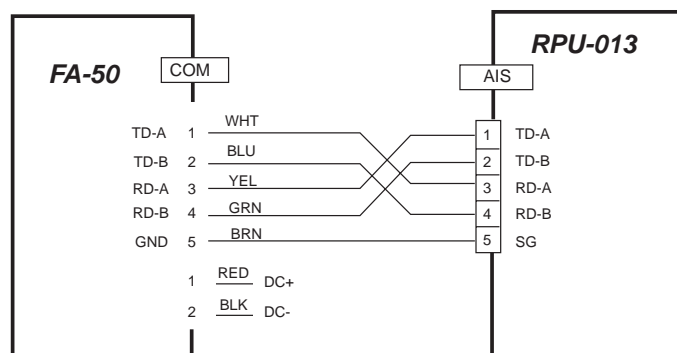 RPU-013
FA-50
COM
AIS
TD-A 1 WHT 1 TD-A
TD-B 2 BLU 2 TD-B
RD-A 3 YEL 3 RD-A
RD-B 4 GRN 4 RD-B
GND 5 BRN 5 SG
1 RED DC+
2 BLK DC-